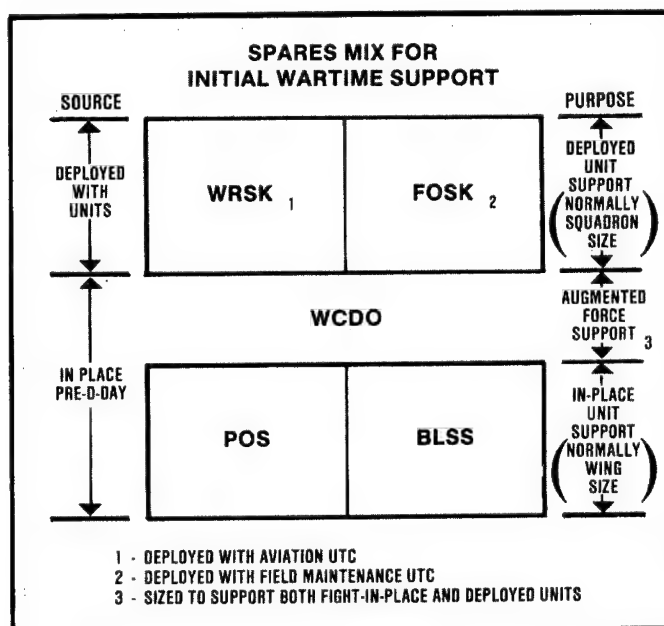 SPARES MIX FOR
INITIAL WARTIME SUPPORT
SOURCE
PURPOSE
DEPLOYED
WITH
UNITS
WRSK 1
FOSK 2
DEPLOYED
UNIT
SUPPORT
(NORMALLY
SQUADRON
SIZE)
WCDO
AUGMENTED
FORCE
SUPPORT 3
IN PLACE
PRE-D-DAY
POS
BLSS
IN-PLACE
UNIT
SUPPORT
(NORMALLY
WING
SIZE)
1 - DEPLOYED WITH AVIATION UTC
2 - DEPLOYED WITH FIELD MAINTENANCE UTC
3 - SIZED TO SUPPORT BOTH FIGHT-IN-PLACE AND DEPLOYED UNITS